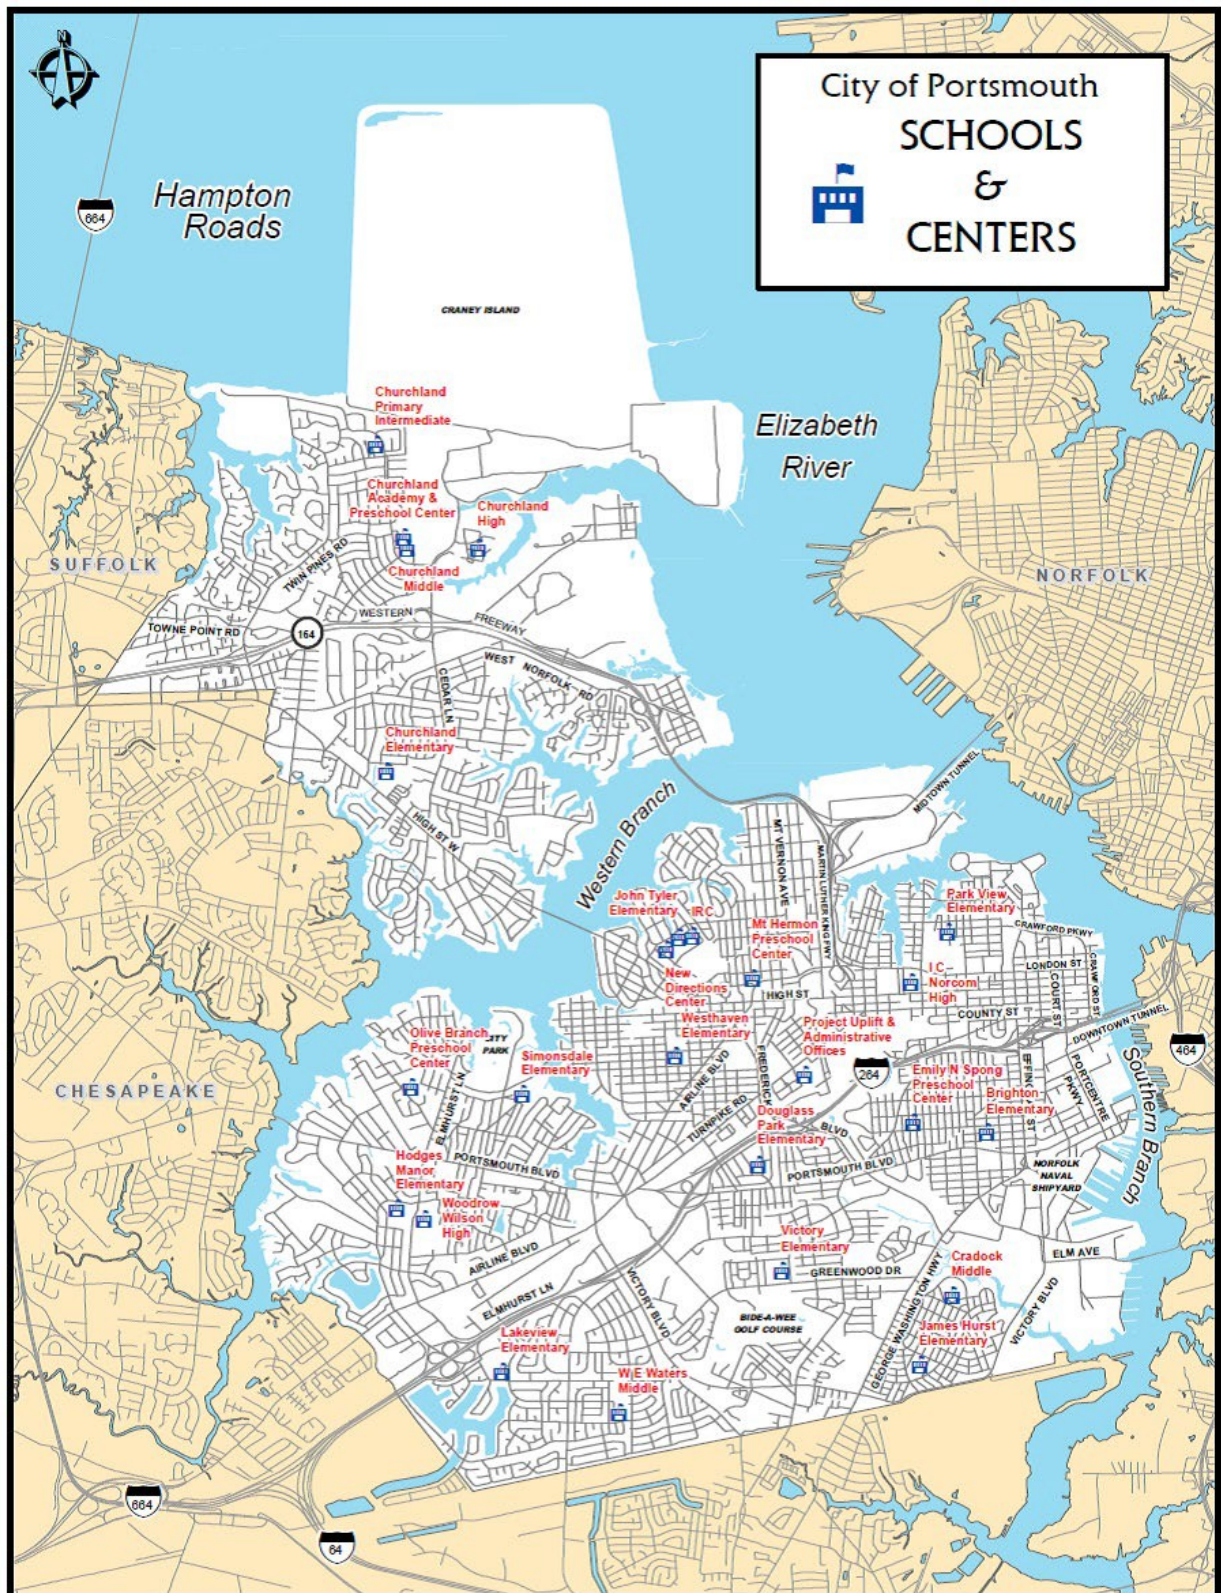 N
City of Portsmouth
SCHOOLS
&
CENTERS
664
Hampton
Roads
CRANEY ISLAND
Churchland
Primary
Intermediate
Elizabeth
River
Churchland
Academy &
Preschool Center
Churchland
High
SUFFOLK
TWIN PINES RD
Churchland
Middle
NORFOLK
WESTERN
FREEWAY
TOWNE POINT RD
164
WEST NORFOLK RD
CEDAR LN
Churchland
Elementary
MIDTOWN TUNNEL
Western Branch
HIGH ST W
MT VERNON AVE
MARTIN LUTHER KING FWY
John Tyler
Elementary
IRC
Park View
Elementary
Mt Hermon
Preschool
Center
CRAWFORD PKWY
New
Directions
Center
I C
Norcom
High
LONDON ST
CRAWFORD ST
COURT ST
HIGH ST
COUNTY ST
Westhaven
Elementary
Project Uplift &
Administrative
Offices
DOWNTOWN TUNNEL
Olive Branch
Preschool
Center
CITY
PARK
Simonsdale
Elementary
264
464
Emily N Spong
Preschool
Center
Brighton
Elementary
EFFINGHAM ST
PORTCENTRE
PKWY
Southern Branch
CHESAPEAKE
ELMHURST LN
AIRLINE BLVD
FREDERICK
BLVD
TURNPIKE RD
Douglass
Park
Elementary
Hodges
Manor
Elementary
PORTSMOUTH BLVD
PORTSMOUTH BLVD
NORFOLK
NAVAL
SHIPYARD
Woodrow
Wilson
High
Victory
Elementary
AIRLINE BLVD
GREENWOOD DR
Cradock
Middle
ELM AVE
ELMHURST LN
VICTORY BLVD
GEORGE WASHINGTON HWY
VICTORY BLVD
BIDE-A-WEE
GOLF COURSE
James Hurst
Elementary
Lakeview
Elementary
W E Waters
Middle
664
64